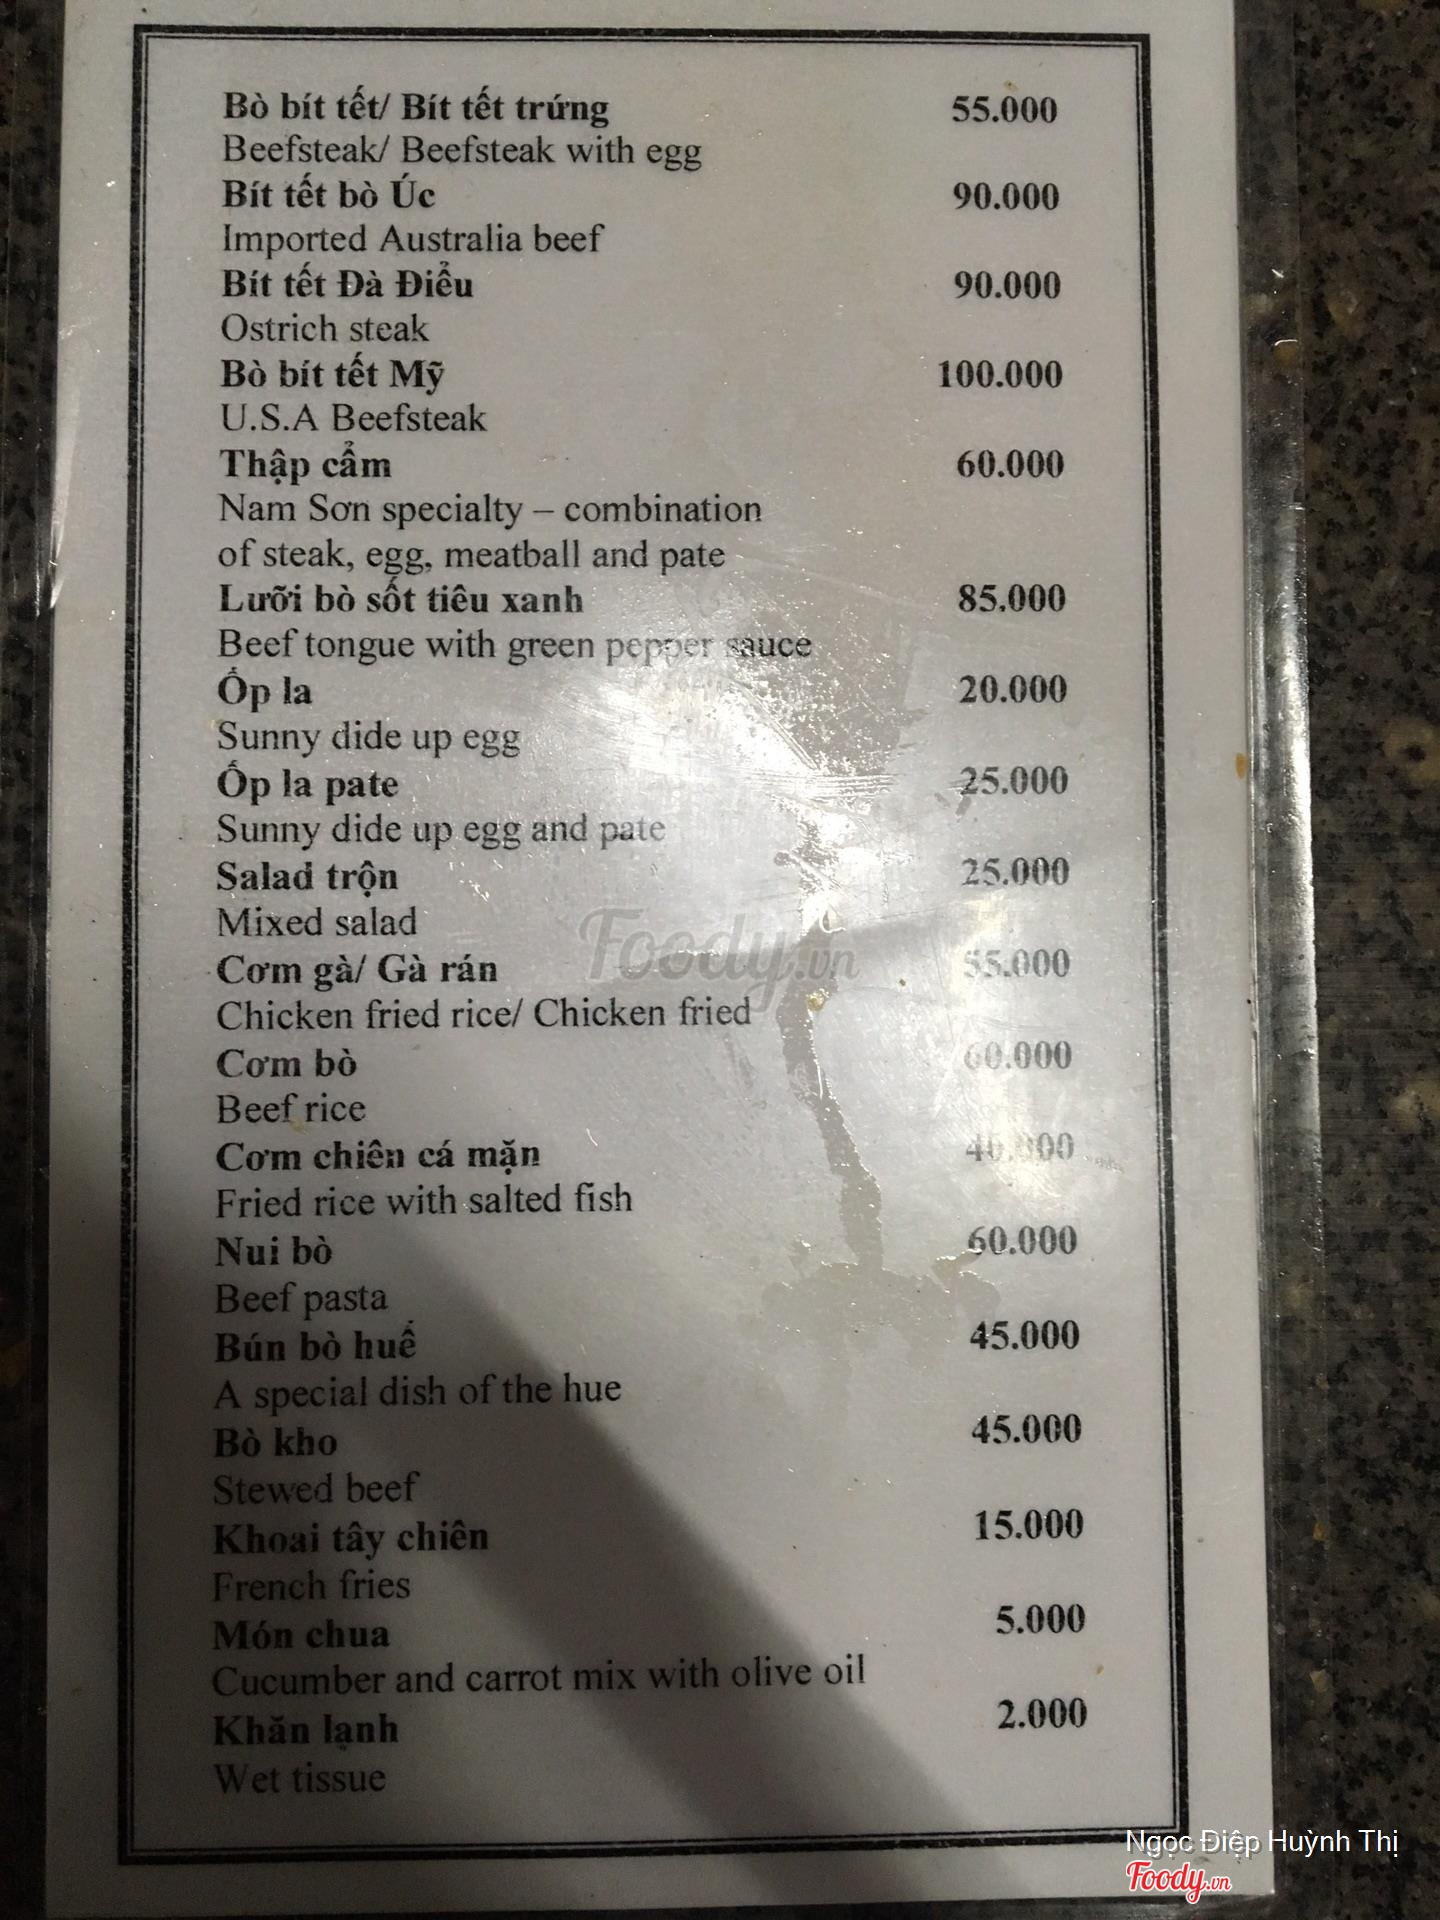 Bò bít tết/ Bít tết trứng 55.000
Beefsteak/ Beefsteak with egg
Bít tết bò Úc 90.000
Imported Australia beef
Bít tết Đà Điểu 90.000
Ostrich steak
Bò bít tết Mỹ 100.000
U.S.A Beefsteak
Thập cẩm 60.000
Nam Sơn specialty – combination
of steak, egg, meatball and pate
Lưỡi bò sốt tiêu xanh 85.000
Beef tongue with green pepper sauce
Ốp la 20.000
Sunny dide up egg
Ốp la pate 25.000
Sunny dide up egg and pate
Salad trộn 25.000
Mixed salad
Foody.vn
Cơm gà/ Gà rán 55.000
Chicken fried rice/ Chicken fried
Cơm bò 60.000
Beef rice
Cơm chiên cá mặn 40.000
Fried rice with salted fish
Nui bò 60.000
Beef pasta
Bún bò huế 45.000
A special dish of the hue
Bò kho 45.000
Stewed beef
Khoai tây chiên 15.000
French fries
Món chua 5.000
Cucumber and carrot mix with olive oil
Khăn lạnh 2.000
Wet tissue
Ngọc Điệp Huỳnh Thị
Foody.vn